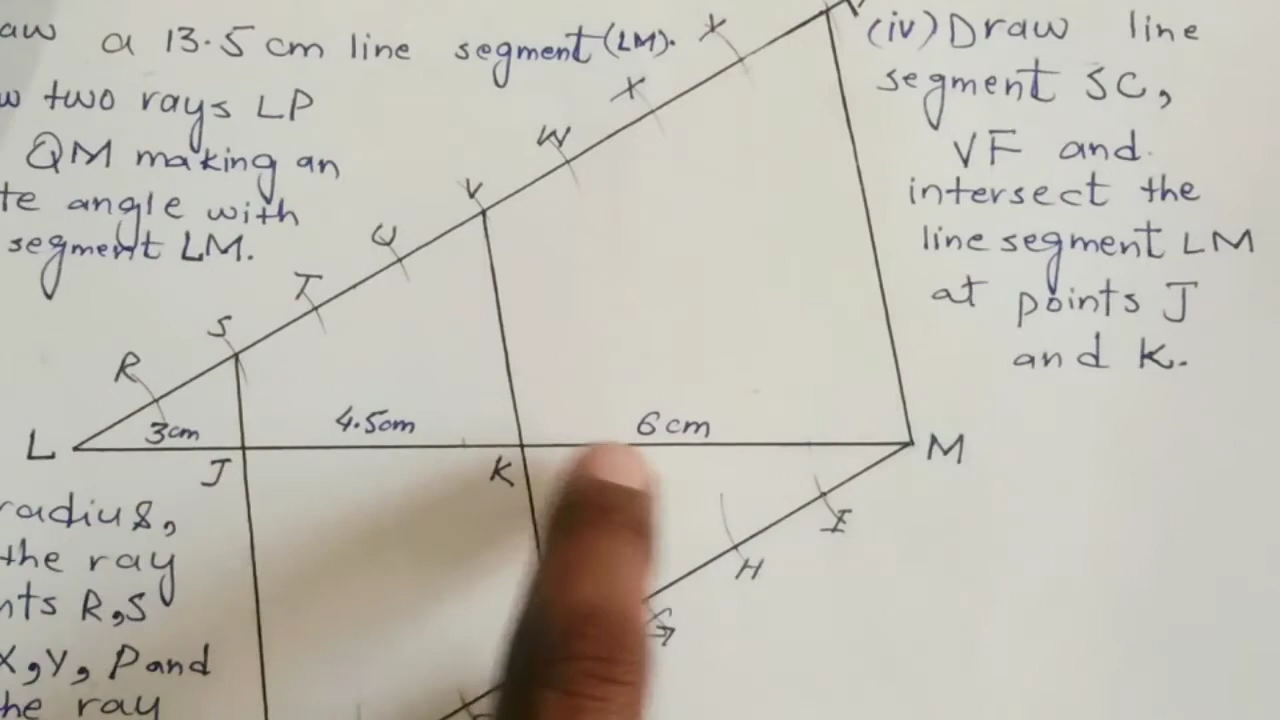 aw a 13.5 cm line segment (LM).
w two rays LP
QM making an
te angle with
segment LM.
(iv) Draw line
segment SC,
VF and
intersect the
line segment LM
at points J
and K.
Y
X
W
V
U
T
S
R
L
3cm
4.5cm
6cm
M
J
K
I
H
G
radius,
the ray
nts R,S
X,Y, P and
he ray